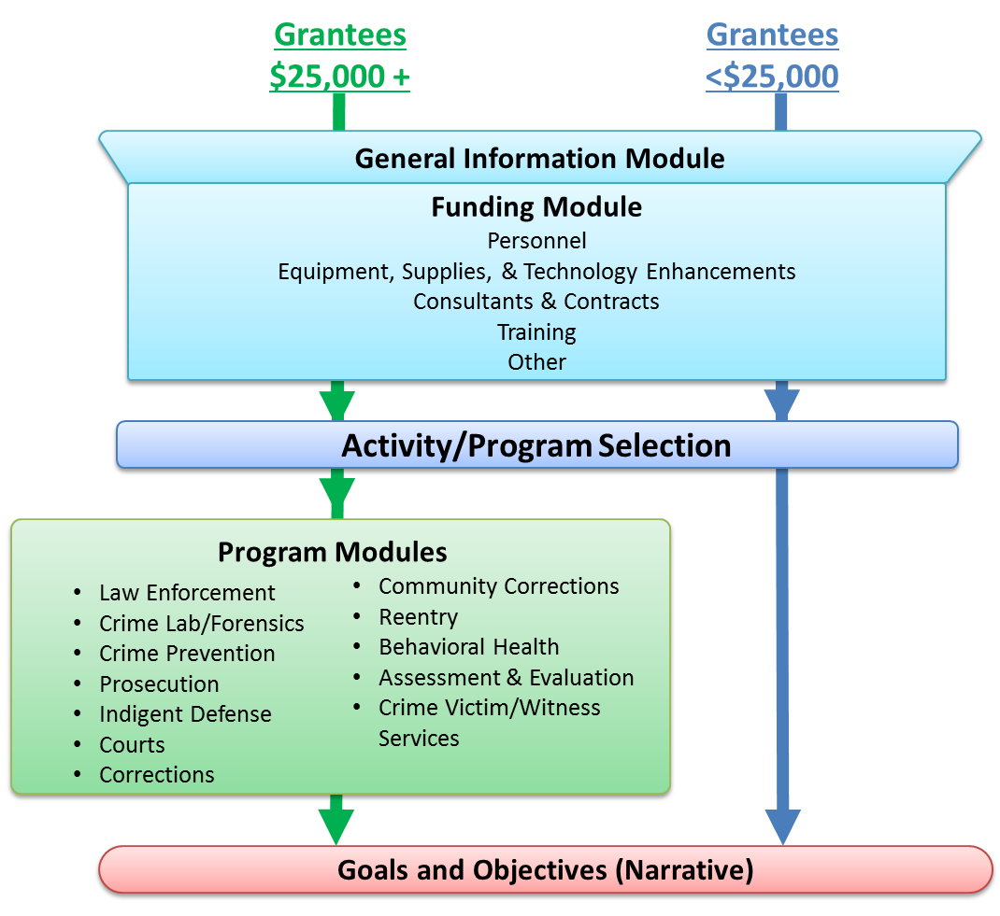 Grantees
$25,000 +
Grantees
<$25,000
General Information Module
Funding Module
Personnel
Equipment, Supplies, & Technology Enhancements
Consultants & Contracts
Training
Other
Activity/Program Selection
Program Modules
• Law Enforcement
• Crime Lab/Forensics
• Crime Prevention
• Prosecution
• Indigent Defense
• Courts
• Corrections
• Community Corrections
• Reentry
• Behavioral Health
• Assessment & Evaluation
• Crime Victim/Witness
Services
Goals and Objectives (Narrative)